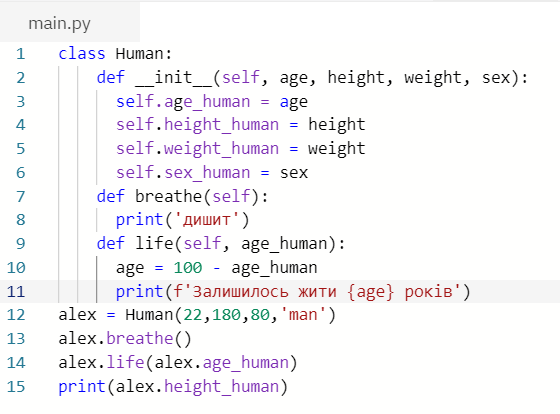 main.py
1 class Human:
2 def __init__(self, age, height, weight, sex):
3 self.age_human = age
4 self.height_human = height
5 self.weight_human = weight
6 self.sex_human = sex
7 def breathe(self):
8 print('дишит')
9 def life(self, age_human):
10 age = 100 - age_human
11 print(f'Залишилось жити {age} років')
12 alex = Human(22,180,80,'man')
13 alex.breathe()
14 alex.life(alex.age_human)
15 print(alex.height_human)